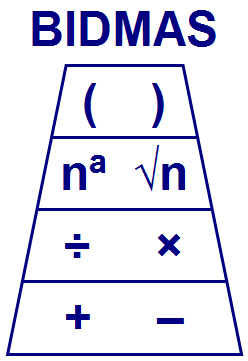 BIDMAS
( )
nᵃ √n
÷ ×
+ −